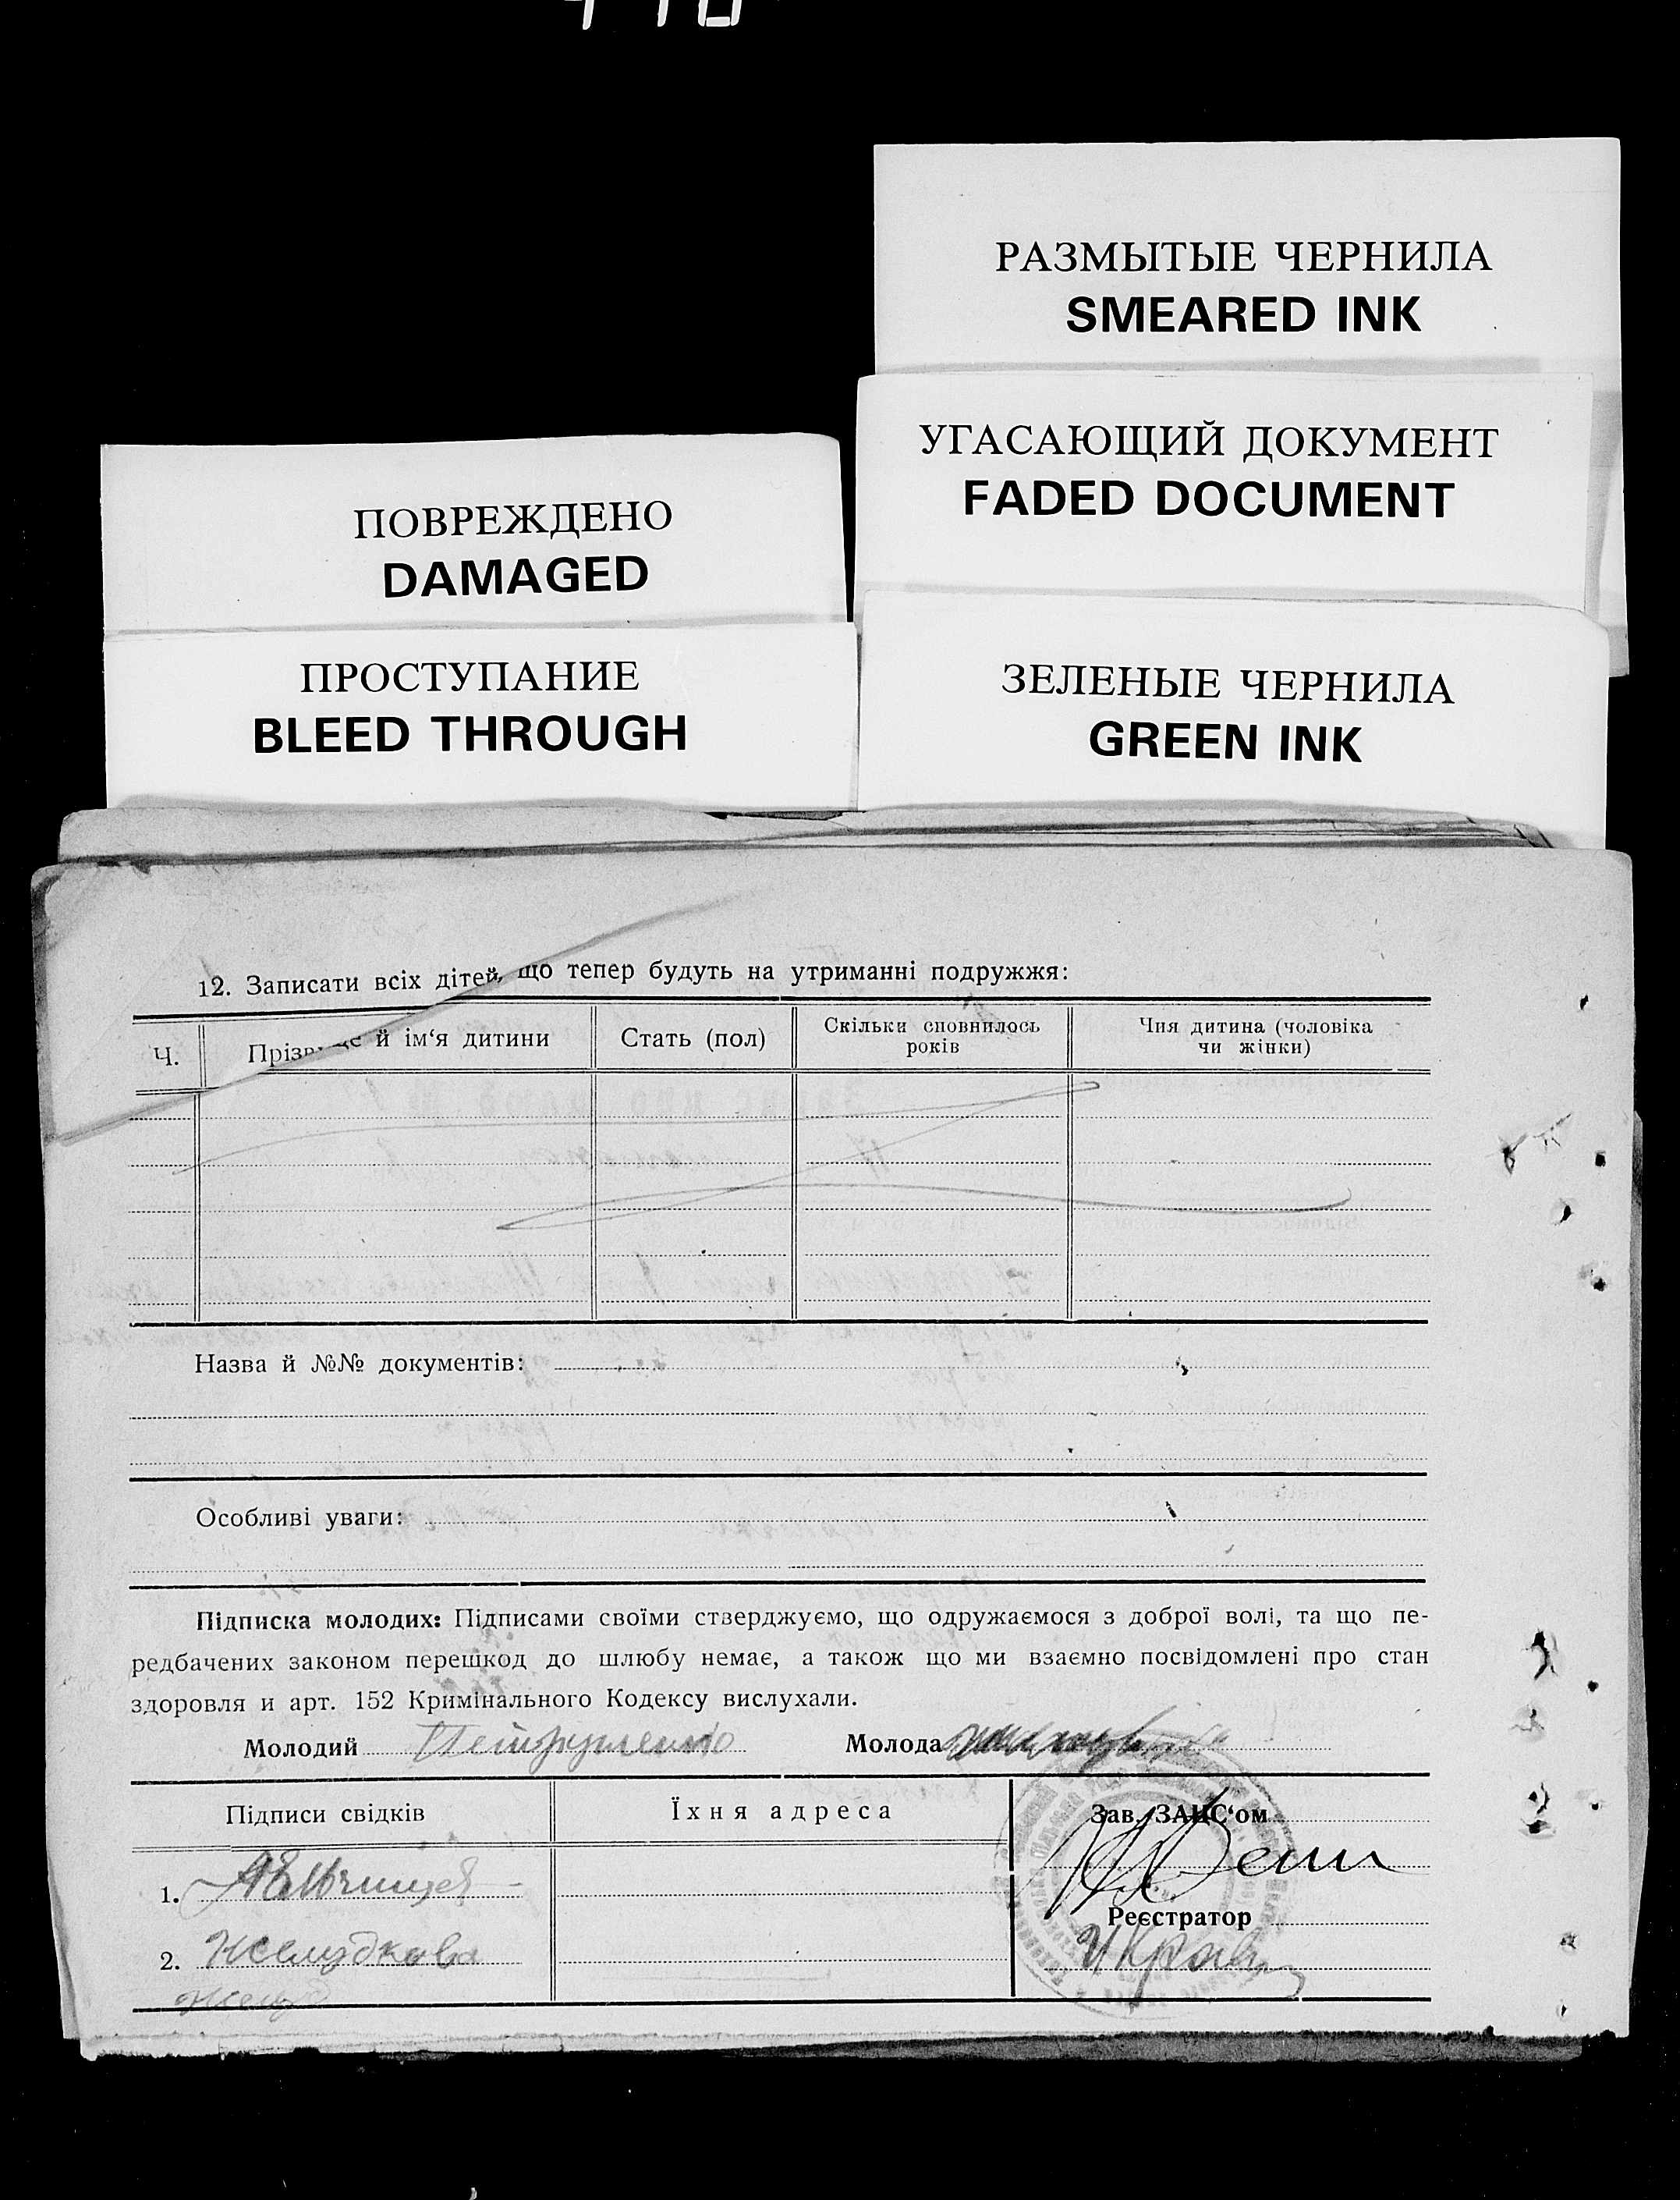 РАЗМЫТЫЕ ЧЕРНИЛА
SMEARED INK
УГАСАЮЩИЙ ДОКУМЕНТ
FADED DOCUMENT
ПОВРЕЖДЕНО
DAMAGED
ПРОСТУПАНИЕ
BLEED THROUGH
ЗЕЛЕНЫЕ ЧЕРНИЛА
GREEN INK
12. Записати всіх дітей, що тепер будуть на утриманні подружжя:
Ч.
Прізв ще й ім‘я дитини
Стать (пол)
Скільки сповнилось
років
Чия дитина (чоловіка
чи жінки)
Назва й №№ документів:
Особливі уваги:
Підписка молодих: Підписами своїми стверджуємо, що одружаємося з доброї волі, та що пе-
редбачених законом перешкод до шлюбу немає, а також що ми взаємно посвідомлені про стан
здоровля и арт. 152 Кримінального Кодексу вислухали.
Молодий
Молода
Підписи свідків
Їхня адреса
Зав. ЗАГС‘ом
1.
Реєстратор
2. Желудкова